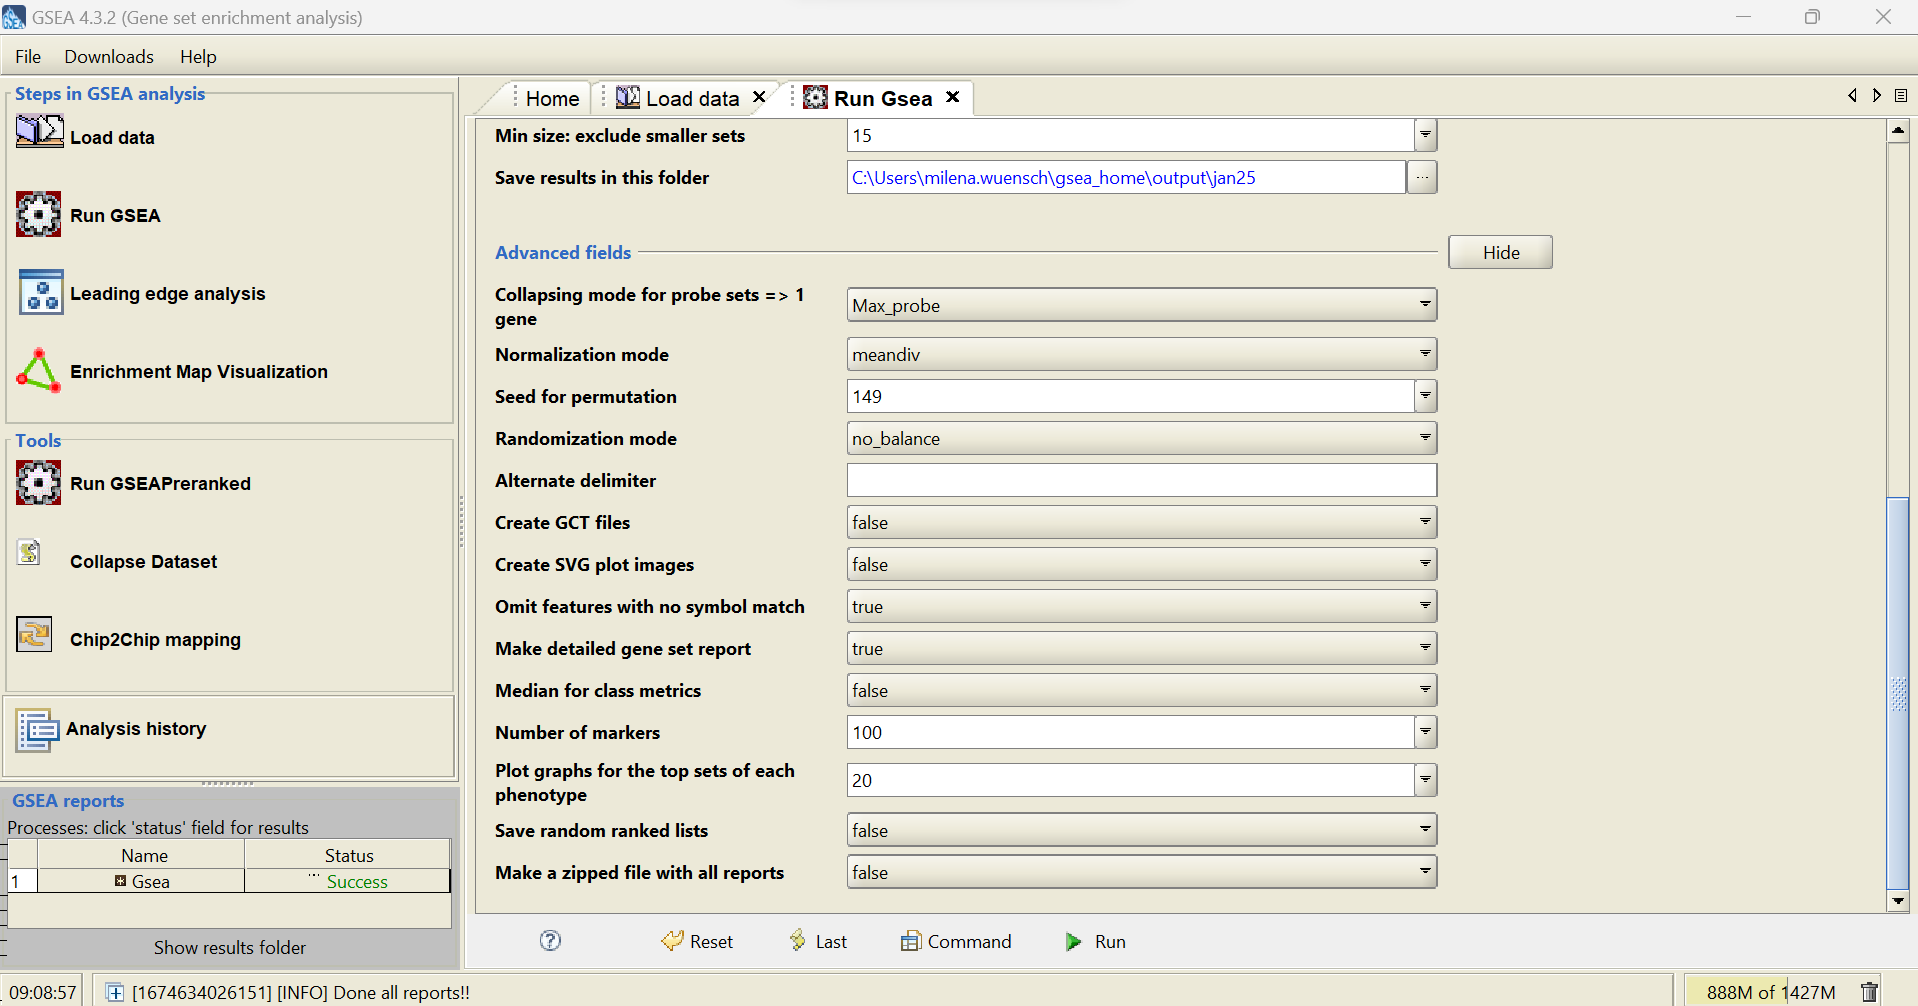 GSEA 4.3.2 (Gene set enrichment analysis)
File Downloads Help
Steps in GSEA analysis
Load data
Run GSEA
Leading edge analysis
Enrichment Map Visualization
Tools
Run GSEAPreranked
Collapse Dataset
Chip2Chip mapping
Analysis history
GSEA reports
Processes: click 'status' field for results
Name Status
1 Gsea ... Success
Show results folder
Home Load data Run Gsea
Min size: exclude smaller sets 15
Save results in this folder C:\Users\milena.wuensch\gsea_home\output\jan25 ...
Advanced fields Hide
Collapsing mode for probe sets => 1
gene Max_probe
Normalization mode meandiv
Seed for permutation 149
Randomization mode no_balance
Alternate delimiter
Create GCT files false
Create SVG plot images false
Omit features with no symbol match true
Make detailed gene set report true
Median for class metrics false
Number of markers 100
Plot graphs for the top sets of each
phenotype 20
Save random ranked lists false
Make a zipped file with all reports false
? Reset Last Command Run
09:08:57 [1674634026151] [INFO] Done all reports!! 888M of 1427M